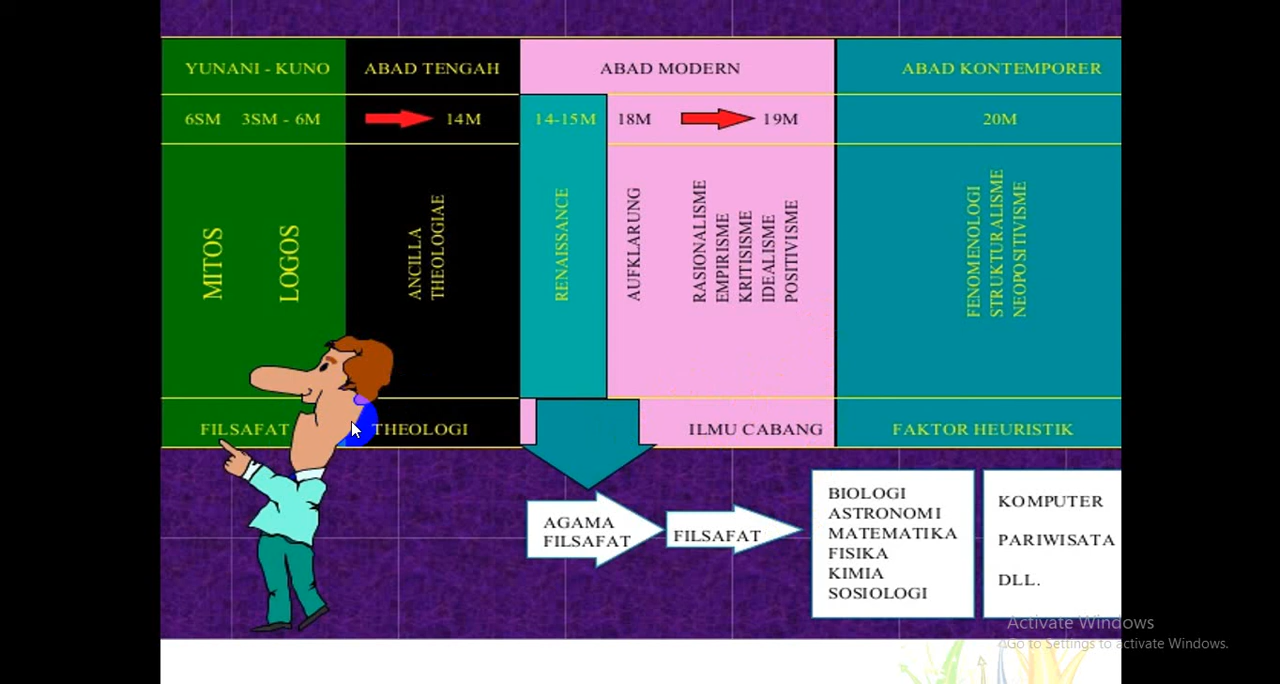 YUNANI - KUNO
ABAD TENGAH
ABAD MODERN
ABAD KONTEMPORER
6SM 3SM - 6M
14M
14-15M
18M
19M
20M
MITOS
LOGOS
ANCILLA
THEOLOGIAE
RENAISSANCE
AUFKLARUNG
RASIONALISME
EMPIRISME
KRITISISME
IDEALISME
POSITIVISME
FENOMENOLOGI
STRUKTURALISME
NEOPOSITIVISME
FILSAFAT
THEOLOGI
ILMU CABANG
FAKTOR HEURISTIK
AGAMA
FILSAFAT
FILSAFAT
BIOLOGI
ASTRONOMI
MATEMATIKA
FISIKA
KIMIA
SOSIOLOGI
KOMPUTER
PARIWISATA
DLL.
Activate Windows
Go to Settings to activate Windows.